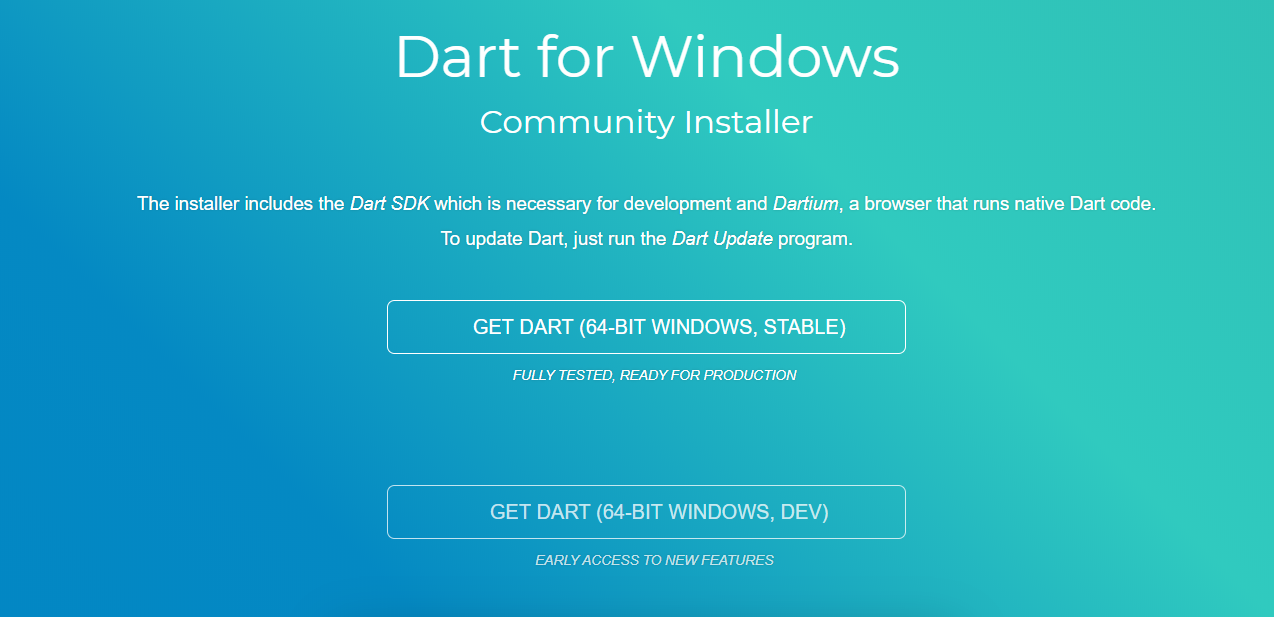 Dart for Windows
Community Installer
The installer includes the Dart SDK which is necessary for development and Dartium, a browser that runs native Dart code.
To update Dart, just run the Dart Update program.
GET DART (64-BIT WINDOWS, STABLE)
FULLY TESTED, READY FOR PRODUCTION
GET DART (64-BIT WINDOWS, DEV)
EARLY ACCESS TO NEW FEATURES